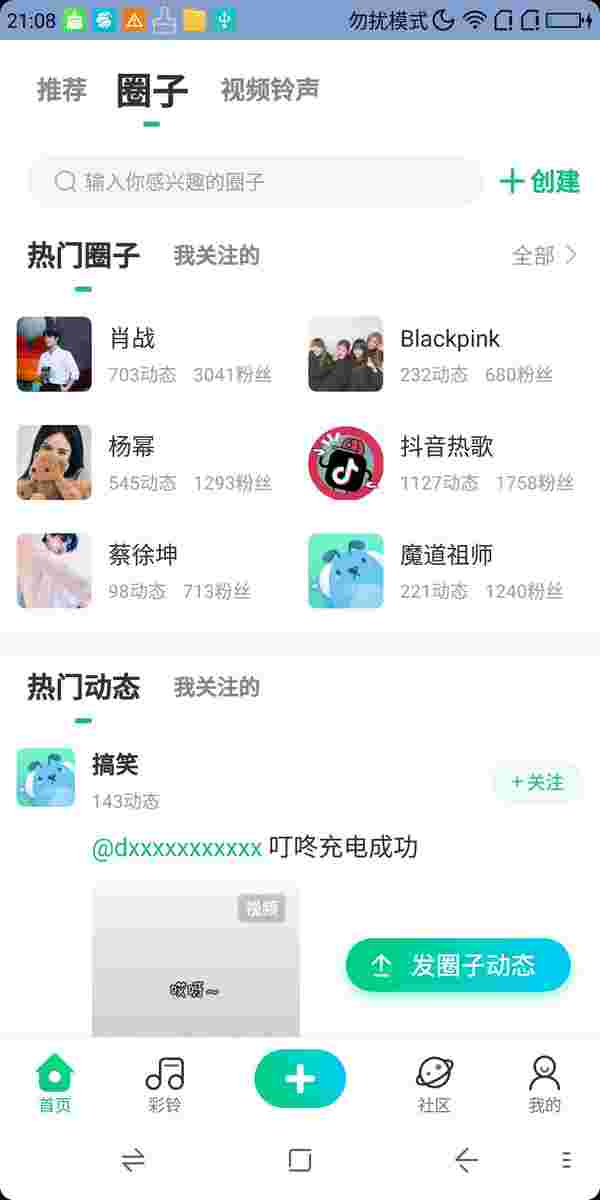 21:08 勿扰模式
推荐 圈子 视频铃声
输入你感兴趣的圈子 创建
热门圈子 我关注的 全部
肖战 Blackpink
703动态 3041粉丝 232动态 680粉丝
杨幂 抖音热歌
545动态 1293粉丝 1127动态 1758粉丝
蔡徐坤 魔道祖师
98动态 713粉丝 221动态 1240粉丝
热门动态 我关注的
搞笑
143动态 +关注
@dxxxxxxxxxxx 叮咚充电成功
视频
哎呀~
发圈子动态
首页 彩铃 社区 我的